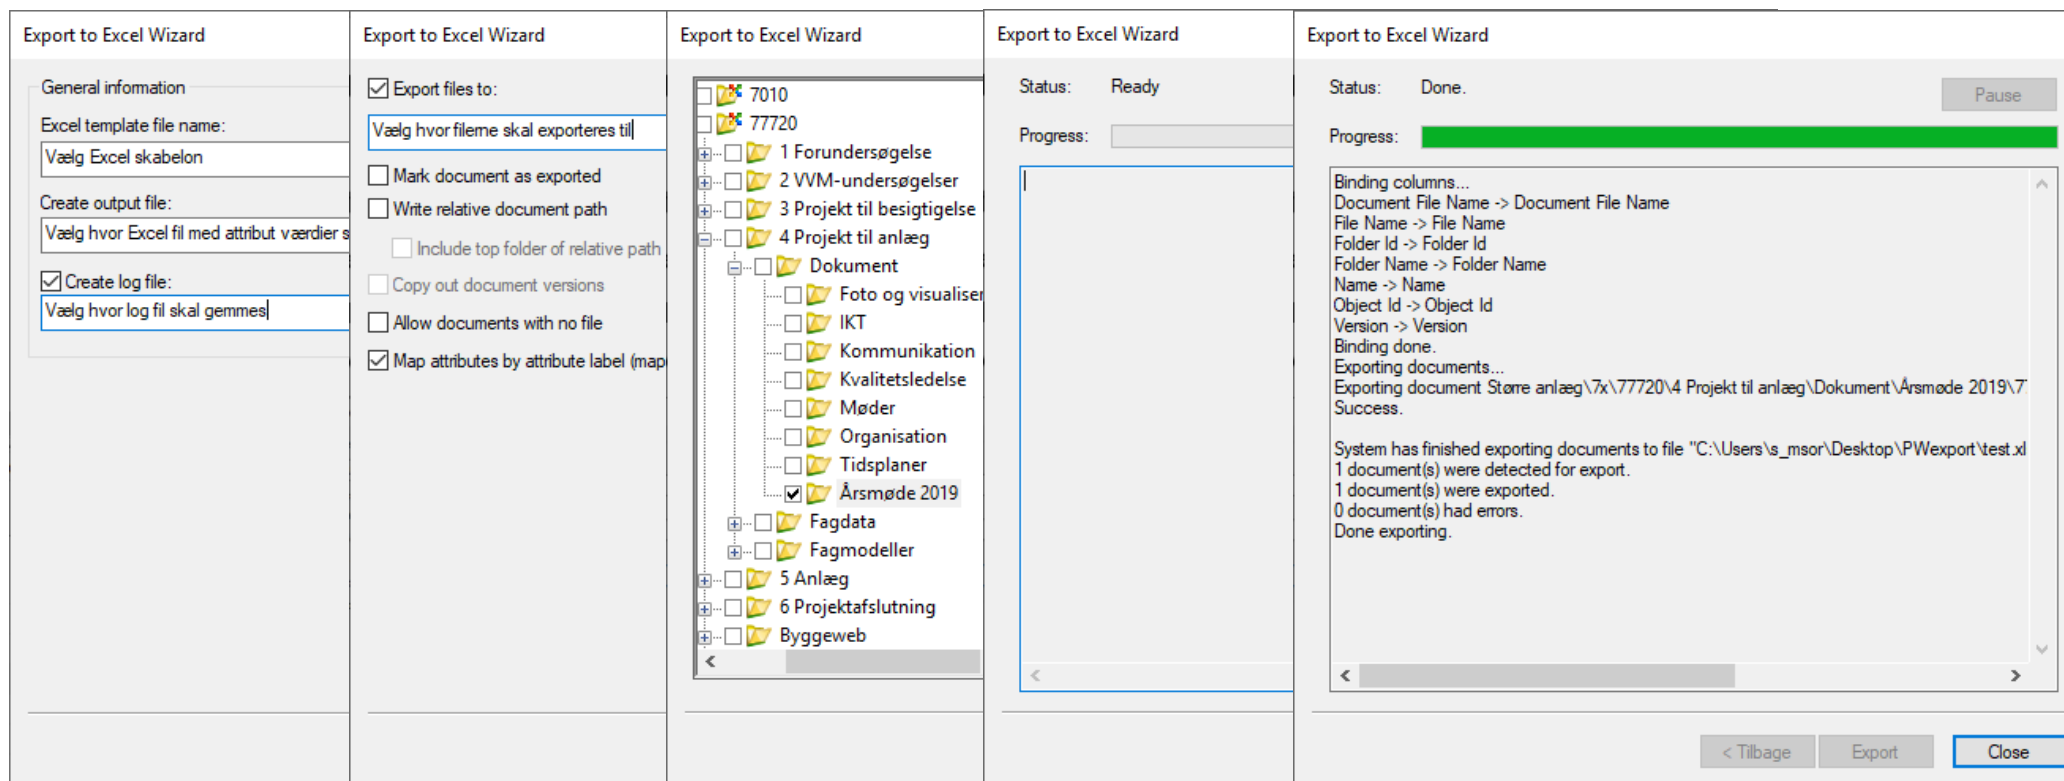 Export to Excel Wizard
General information
Excel template file name:
Vælg Excel skabelon
Create output file:
Vælg hvor Excel fil med attribut værdier s
Create log file:
Vælg hvor log fil skal gemmes
Export to Excel Wizard
Export files to:
Vælg hvor filerne skal exporteres til
Mark document as exported
Write relative document path
Include top folder of relative path
Copy out document versions
Allow documents with no file
Map attributes by attribute label (map
Export to Excel Wizard
7010
77720
1 Forundersøgelse
2 VVM-undersøgelser
3 Projekt til besigtigelse
4 Projekt til anlæg
Dokument
Foto og visualiser
IKT
Kommunikation
Kvalitetsledelse
Møder
Organisation
Tidsplaner
Årsmøde 2019
Fagdata
Fagmodeller
5 Anlæg
6 Projektafslutning
Byggeweb
Export to Excel Wizard
Status: Ready
Progress:
Export to Excel Wizard
Status: Done.
Pause
Progress:
Binding columns...
Document File Name -> Document File Name
File Name -> File Name
Folder Id -> Folder Id
Folder Name -> Folder Name
Name -> Name
Object Id -> Object Id
Version -> Version
Binding done.
Exporting documents...
Exporting document Større anlæg\7x\77720\4 Projekt til anlæg\Dokument\Årsmøde 2019\7
Success.
System has finished exporting documents to file "C:\Users\s_msor\Desktop\PWexport\test.xl
1 document(s) were detected for export.
1 document(s) were exported.
0 document(s) had errors.
Done exporting.
< Tilbage
Export
Close